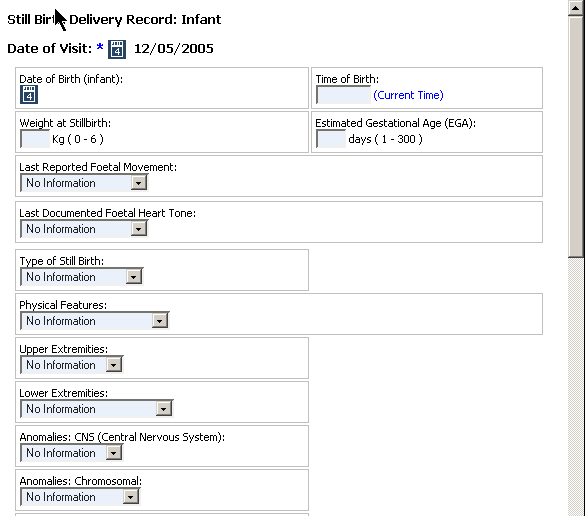 Still Birth Delivery Record: Infant
Date of Visit: * 4 12/05/2005
Date of Birth (infant): Time of Birth:
4 (Current Time)
Weight at Stillbirth: Estimated Gestational Age (EGA):
Kg ( 0 - 6 ) days ( 1 - 300 )
Last Reported Foetal Movement:
No Information
Last Documented Foetal Heart Tone:
No Information
Type of Still Birth:
No Information
Physical Features:
No Information
Upper Extremities:
No Information
Lower Extremities:
No Information
Anomalies: CNS (Central Nervous System):
No Information
Anomalies: Chromosomal:
No Information